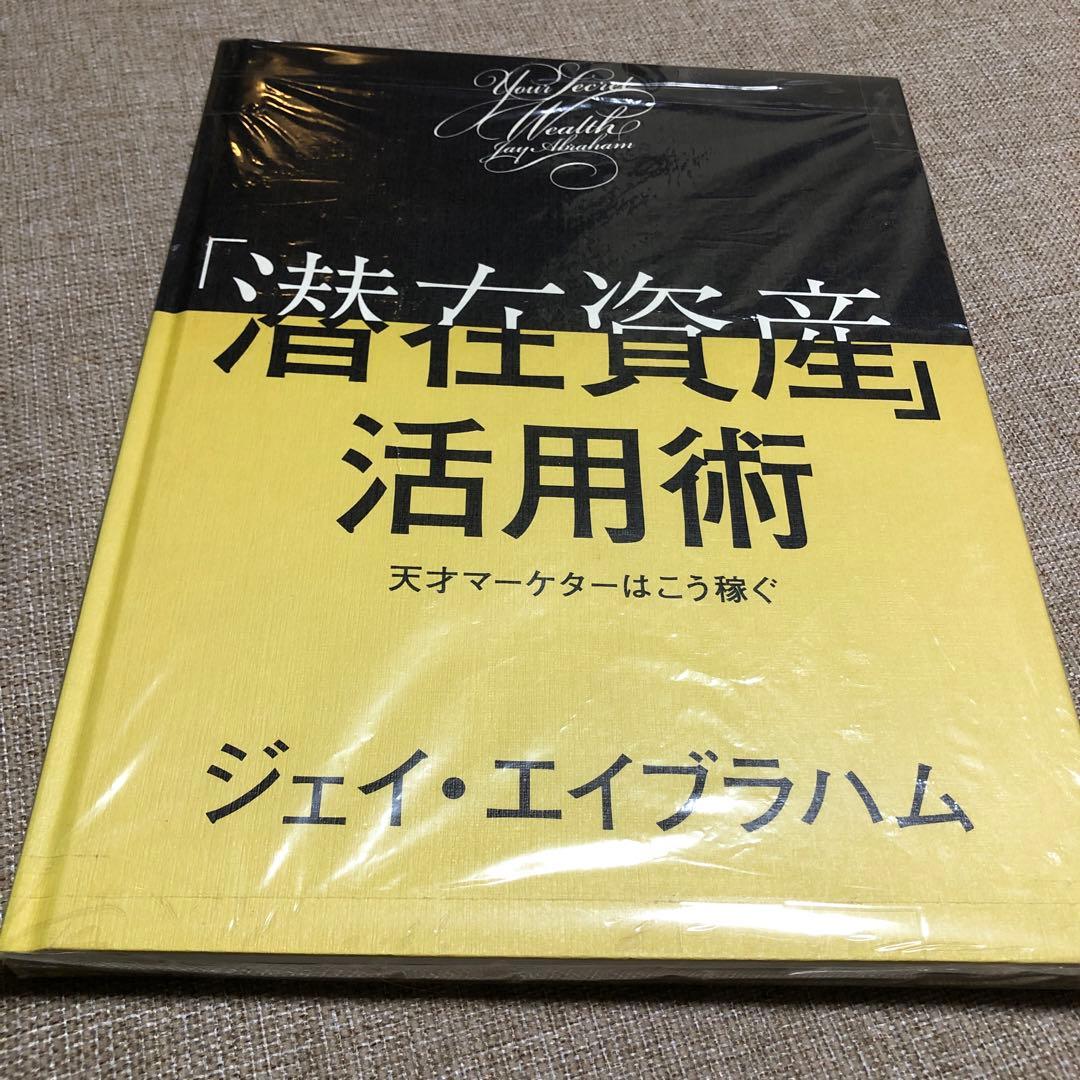 Your Secret
Wealth
Jay Abraham
「潜在資産」
活用術
天才マーケターはこう稼ぐ
ジェイ・エイブラハム